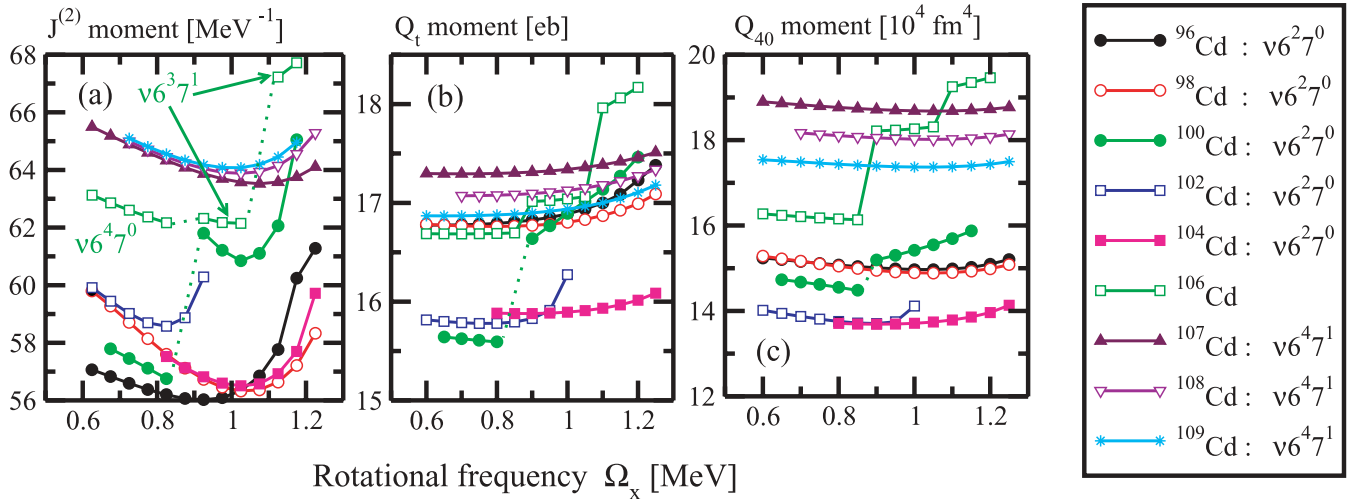 J⁽²⁾ moment [MeV⁻¹]
68
66
64
62
60
58
56
0.6 0.8 1 1.2
(a)
ν6³7¹
ν6⁴7⁰
Qₜ moment [eb]
18
17
16
15
0.6 0.8 1 1.2
(b)
Q₄₀ moment [10⁴ fm⁴]
20
18
16
14
12
0.6 0.8 1 1.2
(c)
Rotational frequency Ωₓ [MeV]
⁹⁶Cd : ν6²7⁰
⁹⁸Cd : ν6²7⁰
¹⁰⁰Cd : ν6²7⁰
¹⁰²Cd : ν6²7⁰
¹⁰⁴Cd : ν6²7⁰
¹⁰⁶Cd
¹⁰⁷Cd : ν6⁴7¹
¹⁰⁸Cd : ν6⁴7¹
¹⁰⁹Cd : ν6⁴7¹